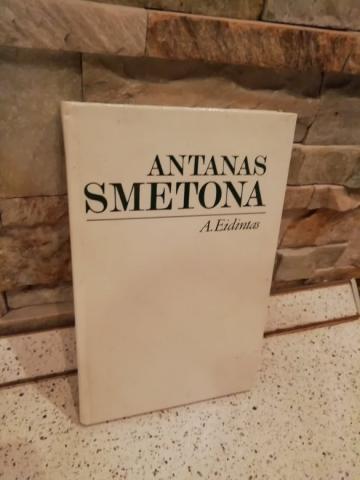 ANTANAS
SMETONA
A. Eidintas